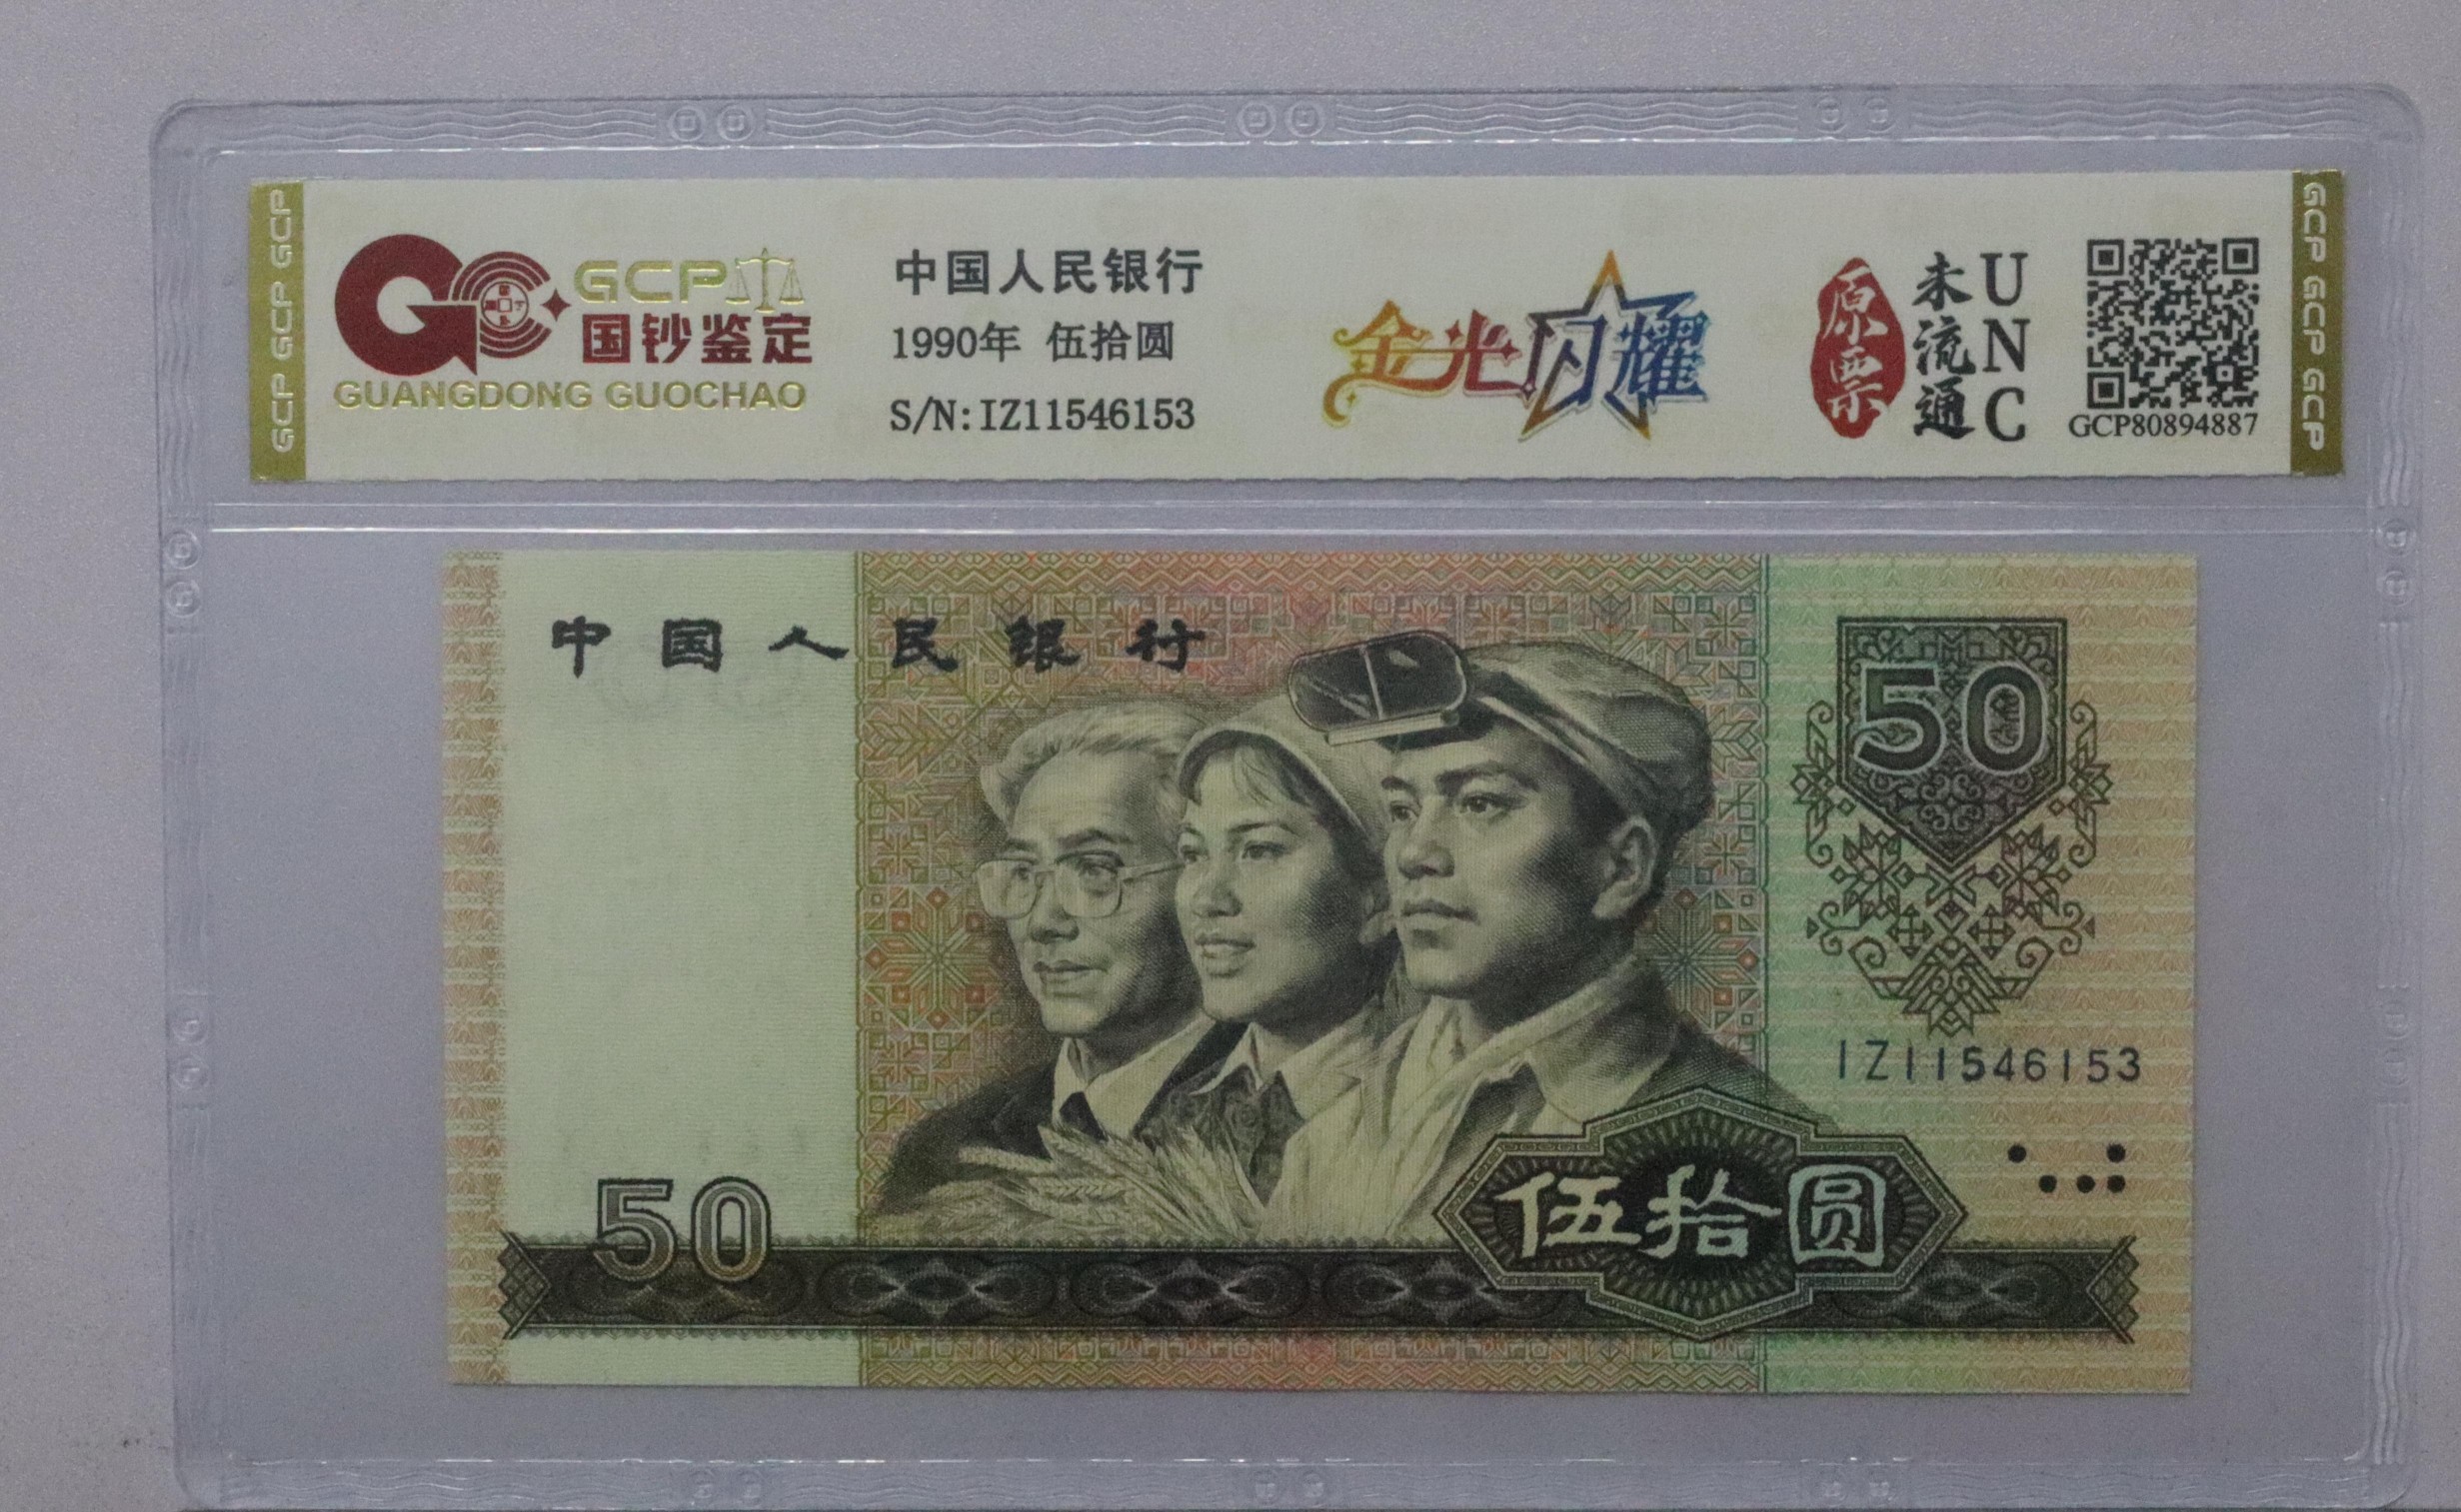 GCP GCP GCP
GCP
国钞鉴定
GUANGDONG GUOCHAO
中国人民银行
1990年 伍拾圆
S/N:IZ11546153
金光闪耀
原票
未流通
UNC
GCP80894887
GCP GCP GCP
中国人民银行
50
IZ11546153
50
伍拾圆